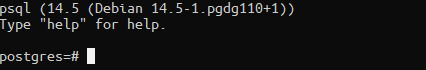 psql (14.5 (Debian 14.5-1.pgdg110+1))
Type "help" for help.
postgres=#